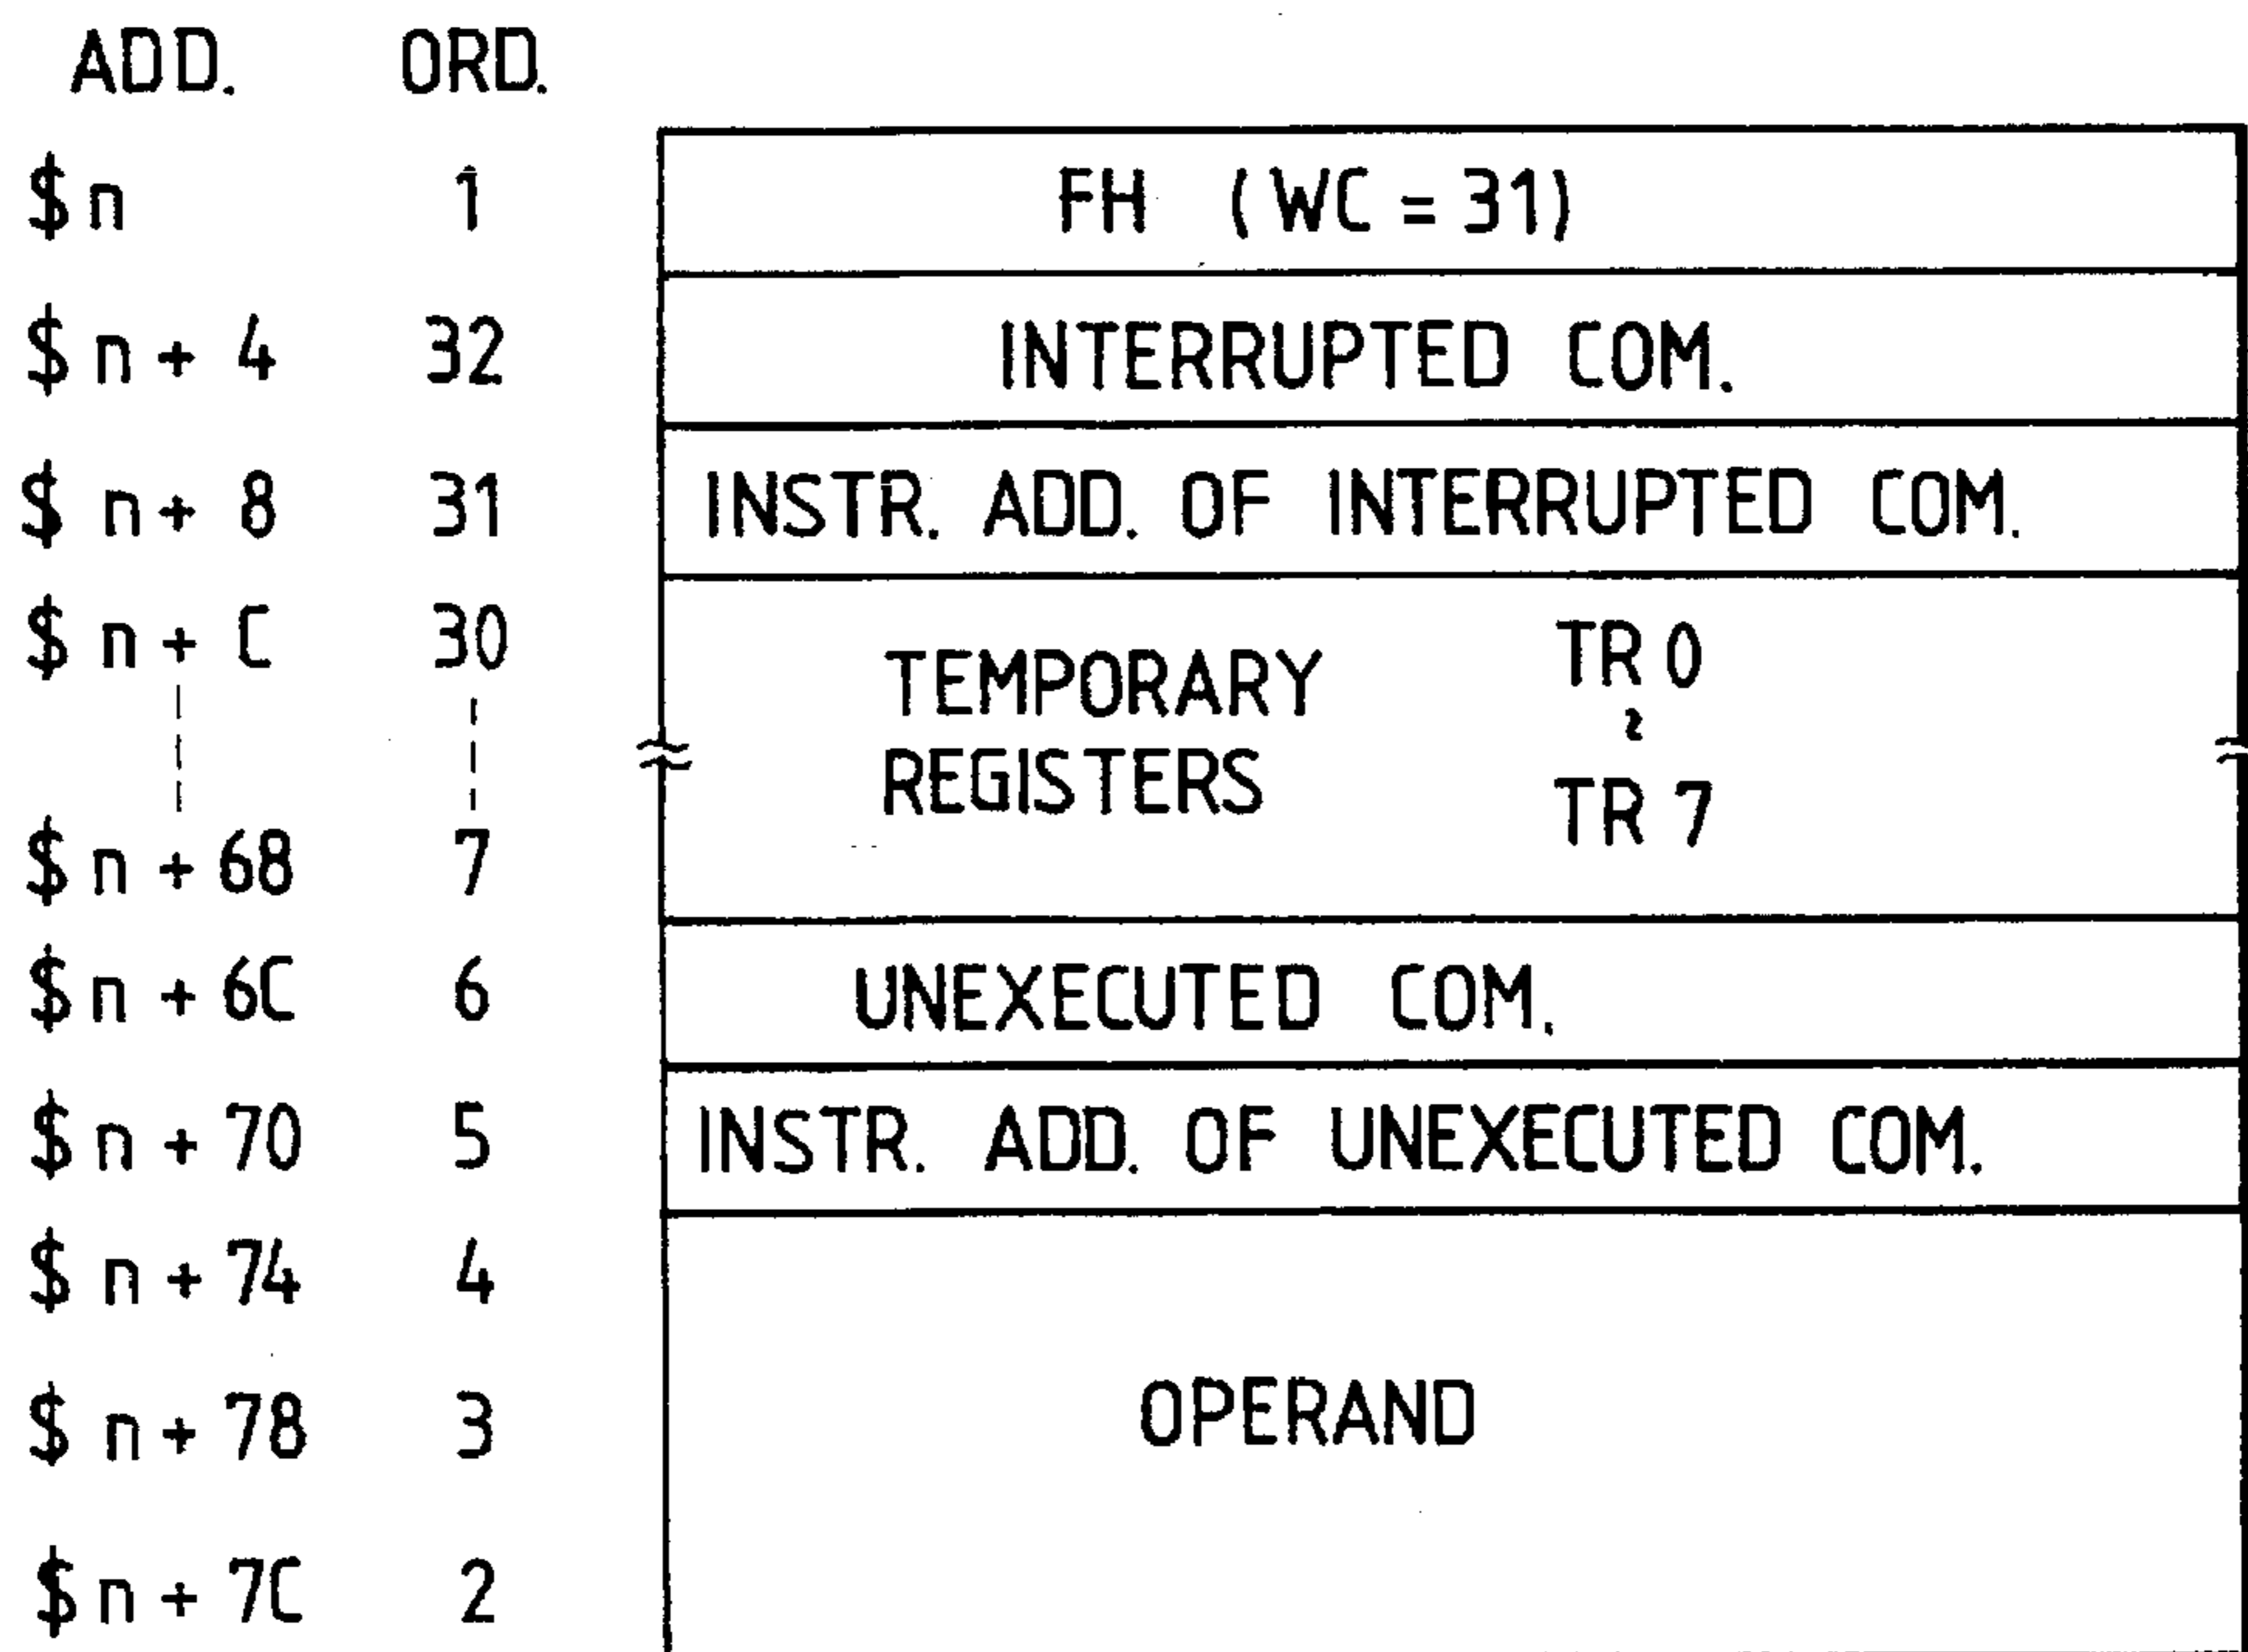 ADD. ORD.
$n 1 FH (WC = 31)
$n + 4 32 INTERRUPTED COM.
$n + 8 31 INSTR. ADD. OF INTERRUPTED COM.
$n + C 30 TR 0
TEMPORARY
REGISTERS
TR 7
$n + 68 7
$n + 6C 6 UNEXECUTED COM.
$n + 70 5 INSTR. ADD. OF UNEXECUTED COM.
$n + 74 4
$n + 78 3 OPERAND
$n + 7C 2